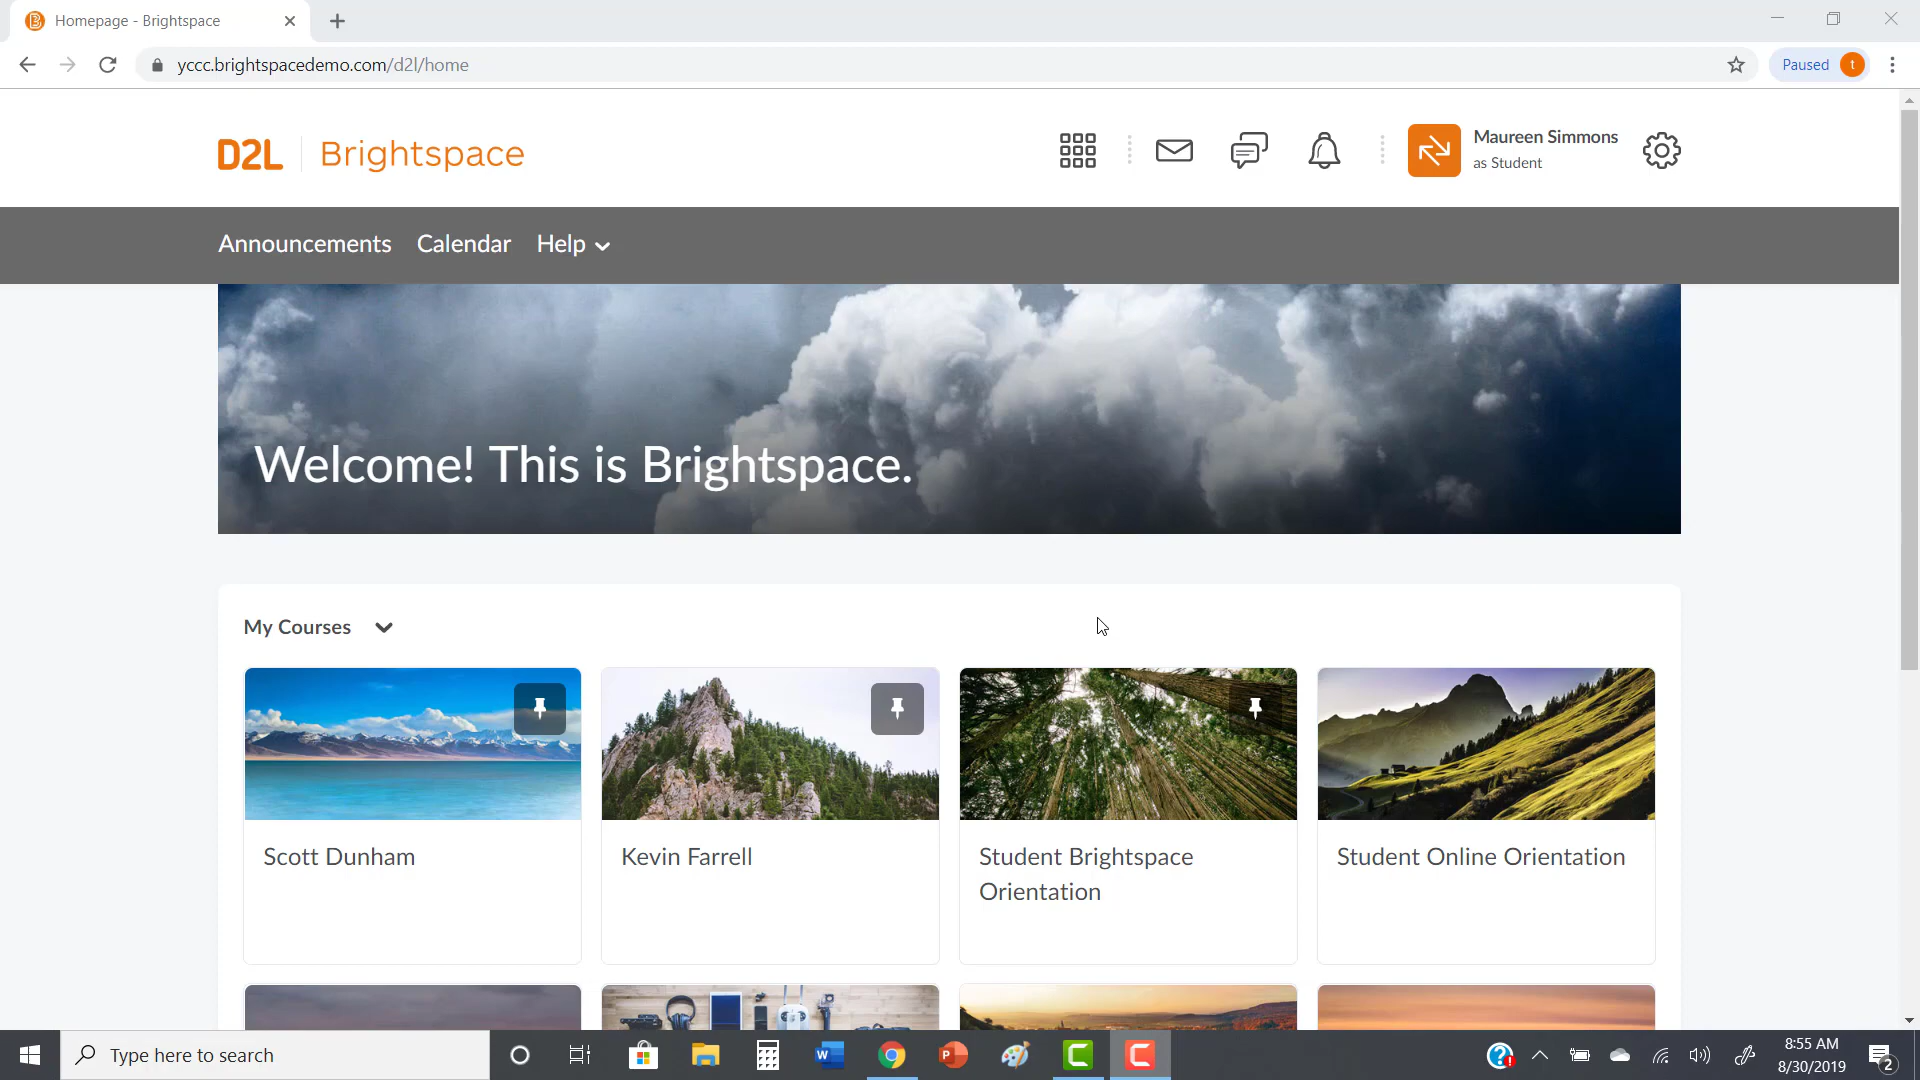 Homepage - Brightspace
yccc.brightspacedemo.com/d2l/home
Paused t
D2L Brightspace
Maureen Simmons
as Student
Announcements Calendar Help
Welcome! This is Brightspace.
My Courses
Scott Dunham
Kevin Farrell
Student Brightspace
Orientation
Student Online Orientation
Type here to search
8:55 AM
8/30/2019
2